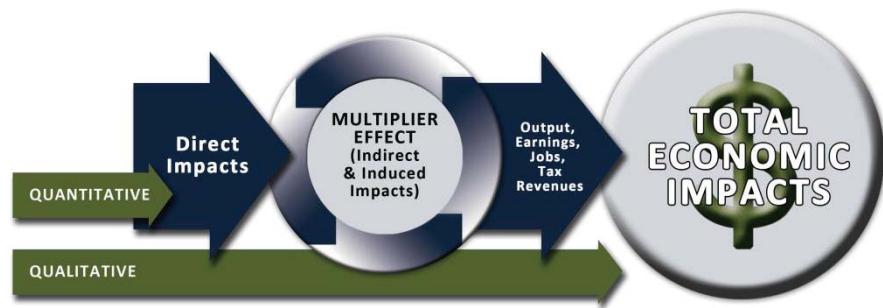 QUANTITATIVE
QUALITATIVE
Direct
Impacts
MULTIPLIER
EFFECT
(Indirect
& Induced
Impacts)
Output,
Earnings,
Jobs,
Tax
Revenues
$
TOTAL
ECONOMIC
IMPACTS